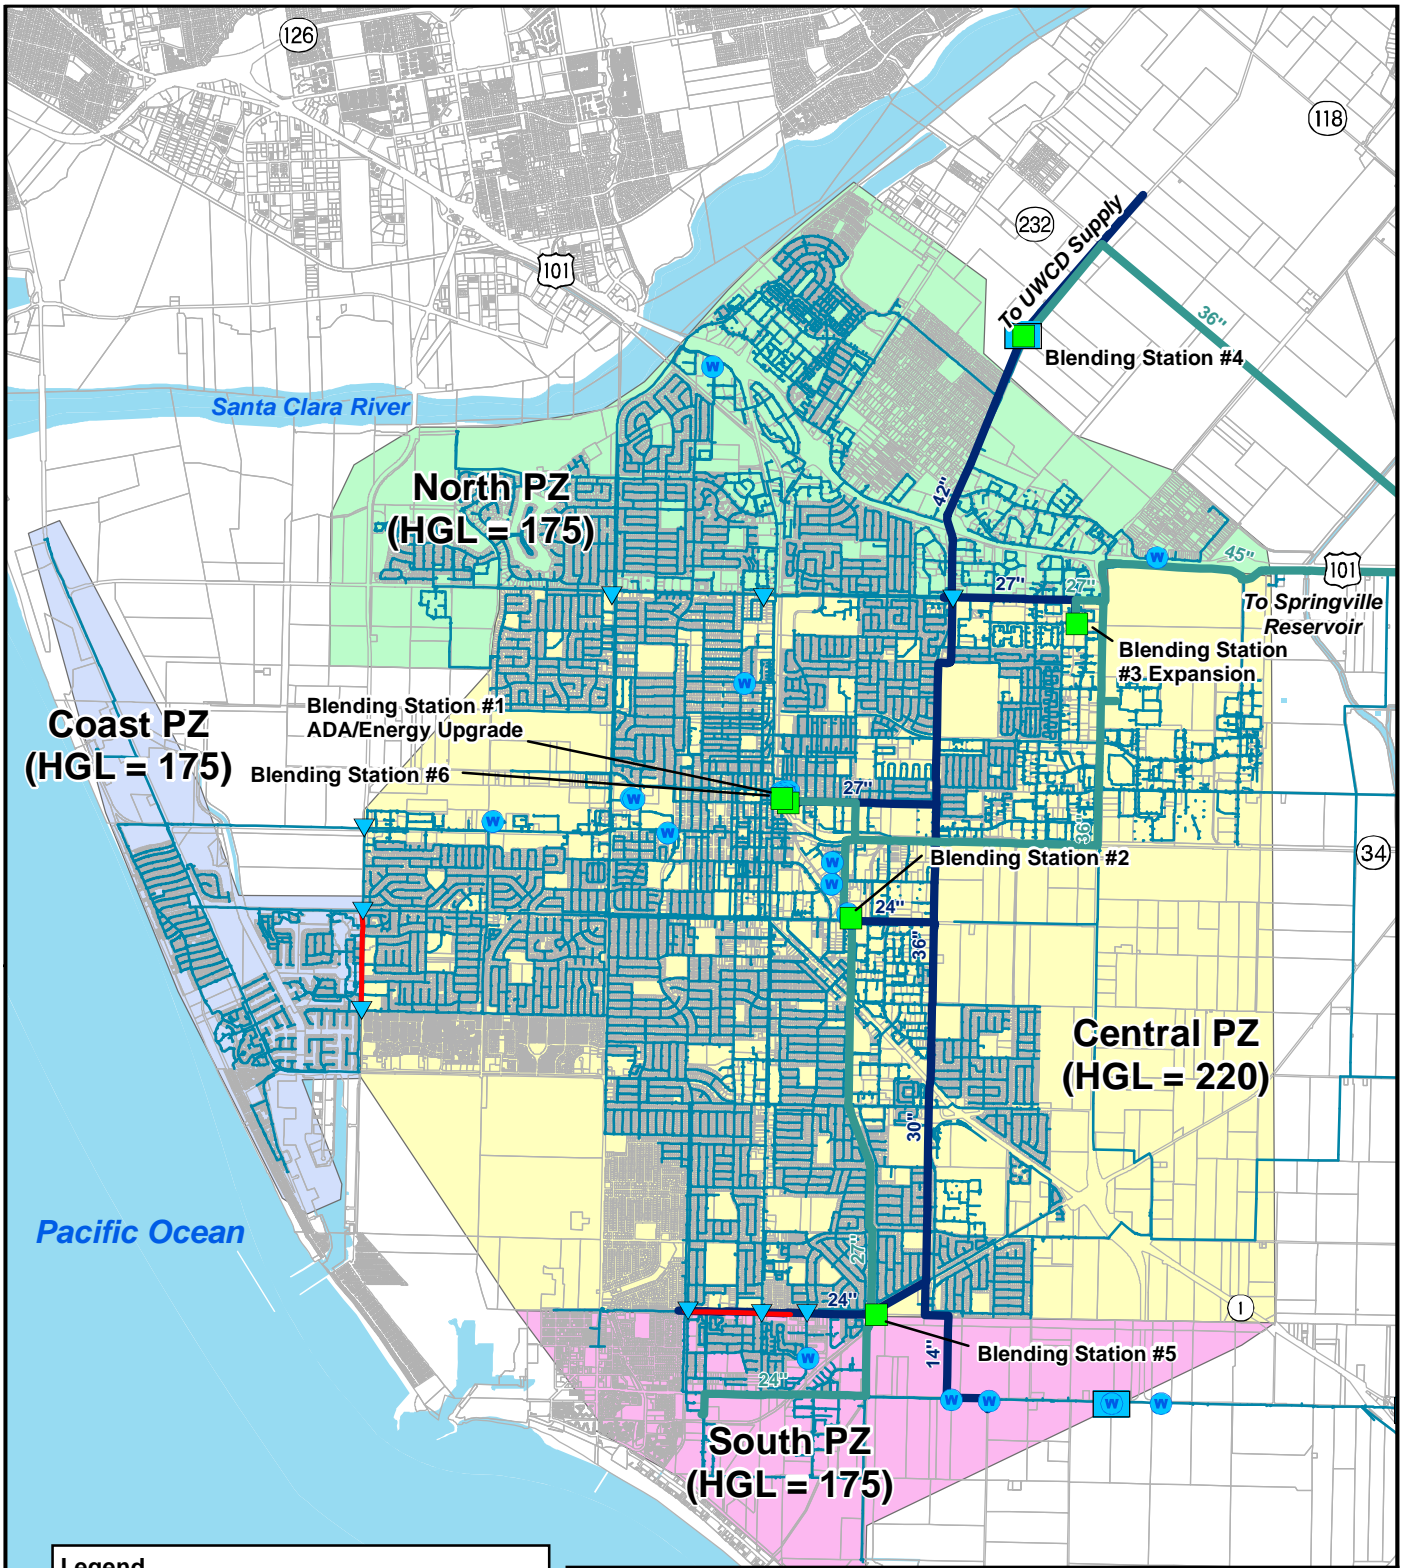 126
118
232
To UWCD Supply
101
36"
Blending Station #4
Santa Clara River
W
North PZ
(HGL = 175)
42"
W
45"
101
27"
27"
To Springville
Reservoir
Blending Station
#3 Expansion
W
Blending Station #1
ADA/Energy Upgrade
Coast PZ
(HGL = 175)
Blending Station #6
27"
W
W
W
36"
34
W
Blending Station #2
W
24"
36"
Central PZ
(HGL = 220)
30"
Pacific Ocean
27"
24"
1
14"
Blending Station #5
W
24"
W
W
W
W
South PZ
(HGL = 175)
Legend